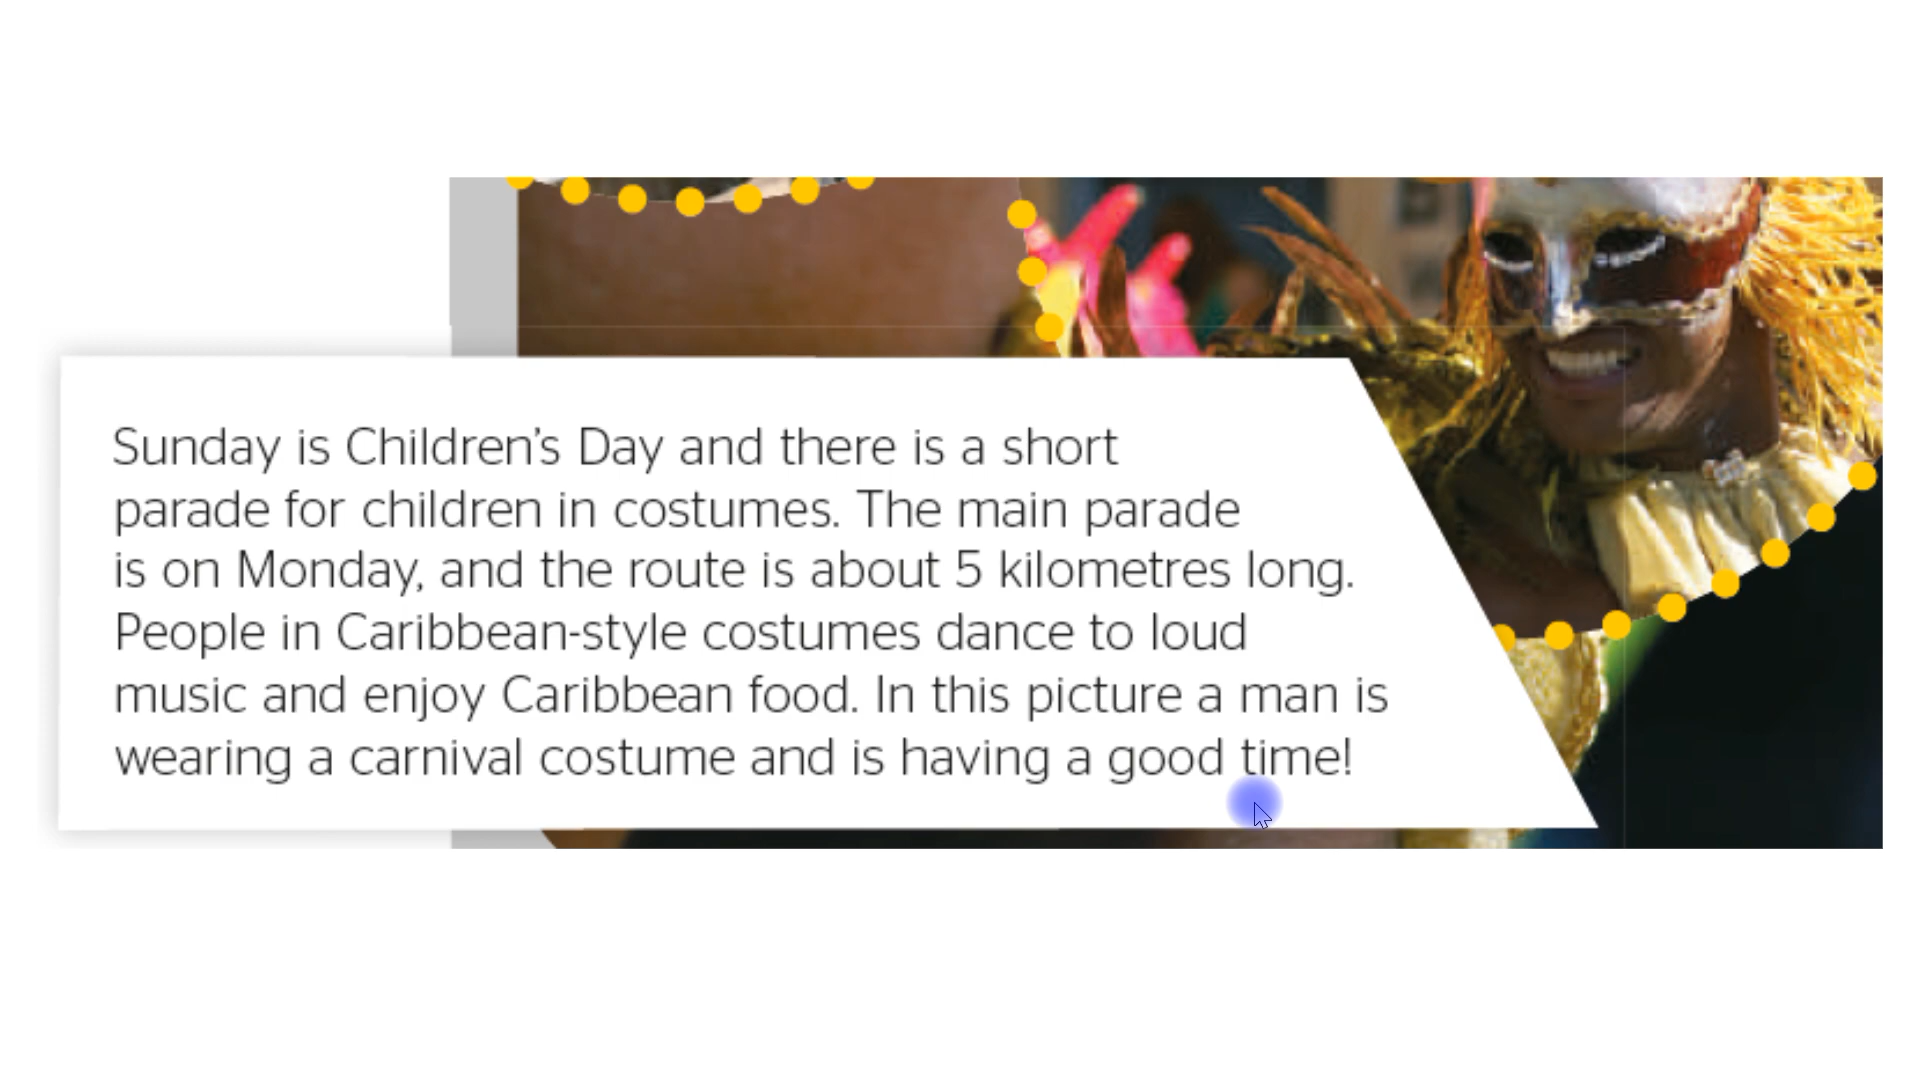 Sunday is Children’s Day and there is a short
parade for children in costumes. The main parade
is on Monday, and the route is about 5 kilometres long.
People in Caribbean-style costumes dance to loud
music and enjoy Caribbean food. In this picture a man is
wearing a carnival costume and is having a good time!